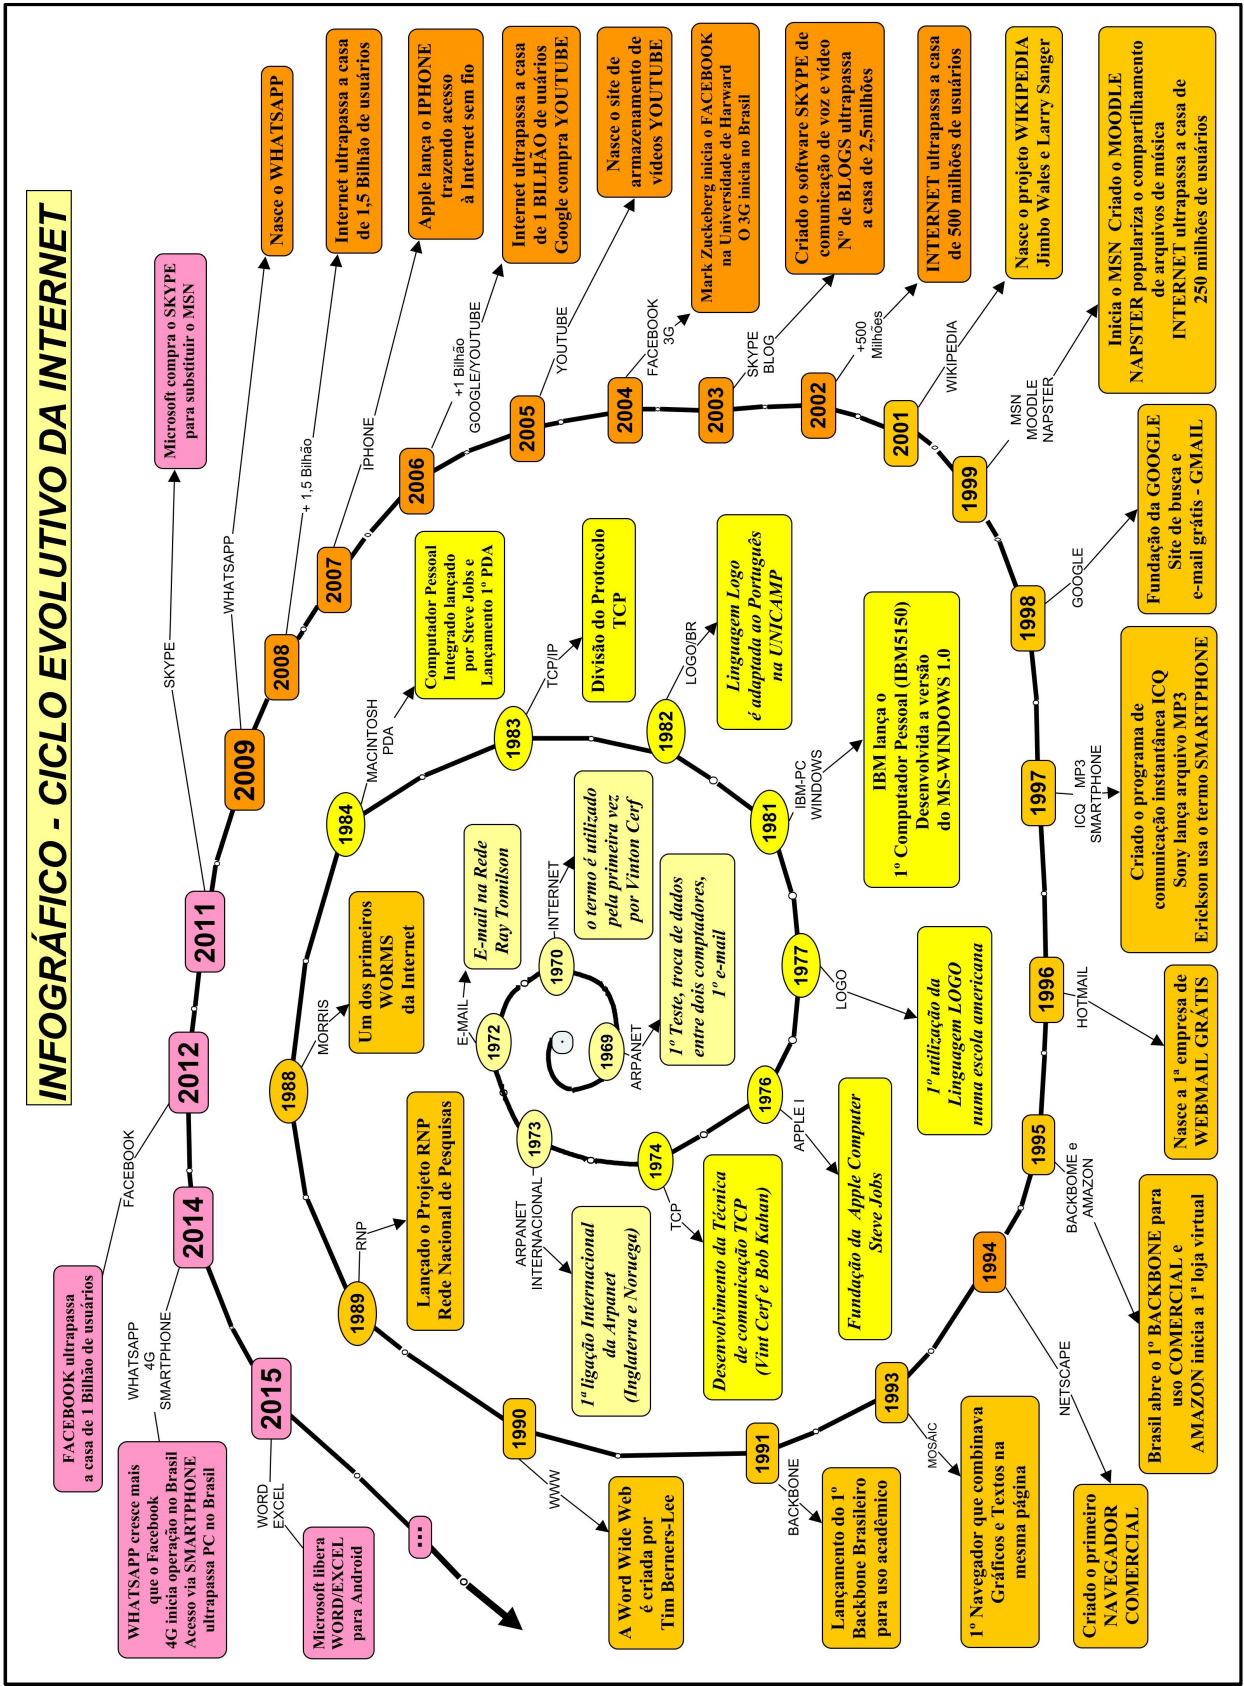 INFOGRÁFICO - CICLO EVOLUTIVO DA INTERNET
1969
ARPANET
1º Teste, troca de dados
entre dois comptadores,
1º e-mail
1970
INTERNET
o termo é utilizado
pela primeira vez
por Vinton Cerf
1972
E-MAIL
E-mail na Rede
Ray Tomilson
1973
ARPANET
INTERNACIONAL
1ª ligação Internacional
da Arpanet
(Inglaterra e Noruega)
1974
TCP
Desenvolvimento da Técnica
de comunicação TCP
(Vint Cerf e Bob Kahan)
1976
APPLE I
Fundação da Apple Computer
Steve Jobs
1977
LOGO
1º utilização da
Linguagem LOGO
numa escola americana
1981
IBM-PC
WINDOWS
IBM lança o
1º Computador Pessoal (IBM5150)
Desenvolvida a versão
do MS-WINDOWS 1.0
1982
LOGO/BR
Linguagem Logo
é adaptada ao Português
na UNICAMP
1983
TCP/IP
Divisão do Protocolo
TCP
1984
MACINTOSH
PDA
Computador Pessoal
Integrado lançado
por Steve Jobs e
Lançamento 1º PDA
1988
MORRIS
Um dos primeiros
WORMS
da Internet
1989
RNP
Lançado o Projeto RNP
Rede Nacional de Pesquisas
1990
WWW
A Word Wide Web
é criada por
Tim Berners-Lee
1991
BACKBONE
Lançamento do 1º
Backbone Brasileiro
para uso acadêmico
1993
MOSAIC
1º Navegador que combinava
Gráficos e Textos na
mesma página
1994
NETSCAPE
Criado o primeiro
NAVEGADOR
COMERCIAL
1995
BACKBOME e
AMAZON
Brasil abre o 1º BACKBONE para
uso COMERCIAL e
AMAZON inicia a 1ª loja virtual
1996
HOTMAIL
Nasce a 1ª empresa de
WEBMAIL GRÁTIS
1997
ICQ MP3
SMARTPHONE
Criado o programa de
comunicação instantânea ICQ
Sony lança arquivo MP3
Erickson usa o termo SMARTPHONE
1998
GOOGLE
Fundação da GOOGLE
Site de busca e
e-mail grátis - GMAIL
1999
MSN
MOODLE
NAPSTER
Inicia o MSN Criado o MOODLE
NAPSTER populariza o compartilhamento
de arquivos de música
INTERNET ultrapassa a casa de
250 milhões de usuários
2001
WIKIPEDIA
Nasce o projeto WIKIPEDIA
Jimbo Wales e Larry Sanger
2002
+500
Milhões
INTERNET ultrapassa a casa
de 500 milhões de usuários
2003
SKYPE
BLOG
Criado o software SKYPE de
comunicação de voz e vídeo
Nº de BLOGS ultrapassa
a casa de 2,5milhões
2004
FACEBOOK
3G
Mark Zuckeberg inicia o FACEBOOK
na Universidade de Harward
O 3G inicia no Brasil
2005
YOUTUBE
Nasce o site de
armazenamento de
vídeos YOUTUBE
2006
+1 Bilhão
GOOGLE/YOUTUBE
Internet ultrapassa a casa
de 1 BILHÃO de uuários
Google compra YOUTUBE
2007
IPHONE
Apple lança o IPHONE
trazendo acesso
à Internet sem fio
2008
+ 1,5 Bilhão
Internet ultrapassa a casa
de 1,5 Bilhão de usuários
2009
WHATSAPP
Nasce o WHATSAPP
2011
SKYPE
Microsoft compra o SKYPE
para substituir o MSN
2012
FACEBOOK
FACEBOOK ultrapassa
a casa de 1 Bilhão de usuários
2014
WHATSAPP
4G
SMARTPHONE
WHATSAPP cresce mais
que o Facebook
4G inicia operação no Brasil
Acesso via SMARTPHONE
ultrapassa PC no Brasil
2015
WORD
EXCEL
Microsoft libera
WORD/EXCEL
para Android
...